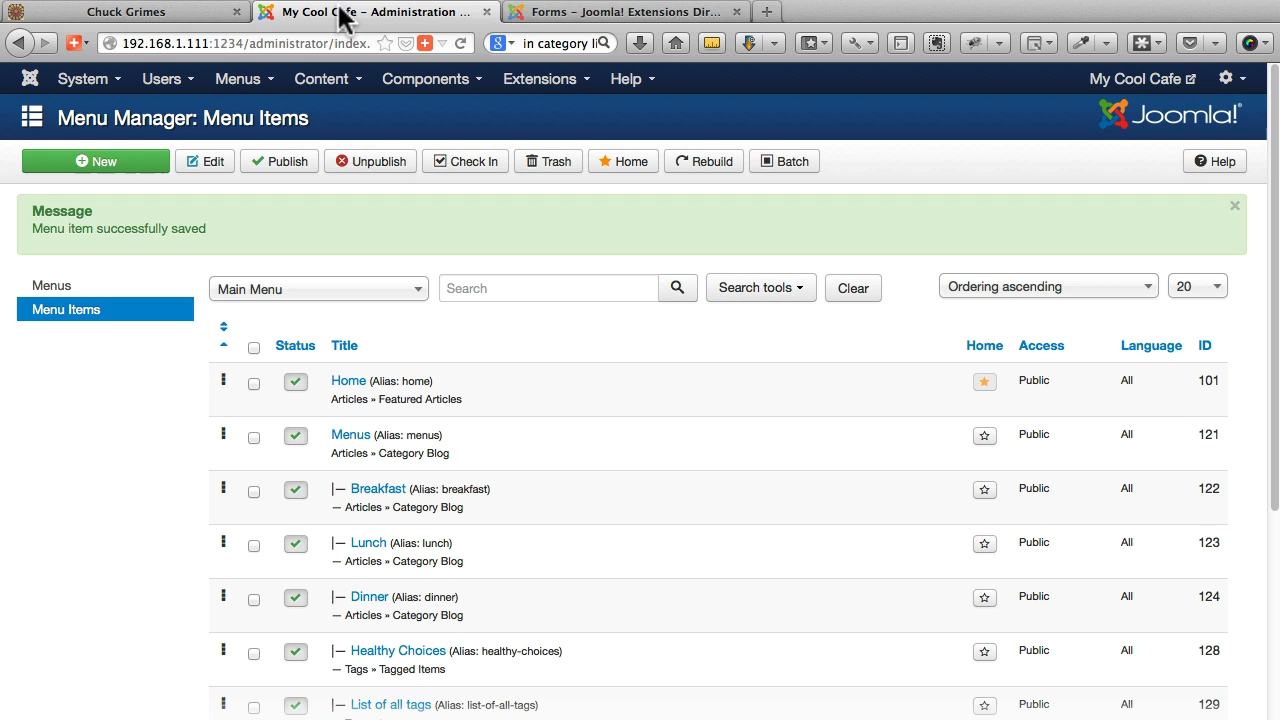 Chuck Grimes
My Cool Cafe – Administration ...
Forms – Joomla! Extensions Dir...
192.168.1.111:1234/administrator/index.
in category li
System Users Menus Content Components Extensions Help My Cool Cafe
Menu Manager: Menu Items
Joomla!
New Edit Publish Unpublish Check In Trash Home Rebuild Batch Help
Message
Menu item successfully saved
Menus
Menu Items
Main Menu Search Search tools Clear Ordering ascending 20
Status Title Home Access Language ID
Home (Alias: home) Public All 101
Articles » Featured Articles
Menus (Alias: menus) Public All 121
Articles » Category Blog
|— Breakfast (Alias: breakfast) Public All 122
— Articles » Category Blog
|— Lunch (Alias: lunch) Public All 123
— Articles » Category Blog
|— Dinner (Alias: dinner) Public All 124
— Articles » Category Blog
|— Healthy Choices (Alias: healthy-choices) Public All 128
— Tags » Tagged Items
|— List of all tags (Alias: list-of-all-tags) Public All 129